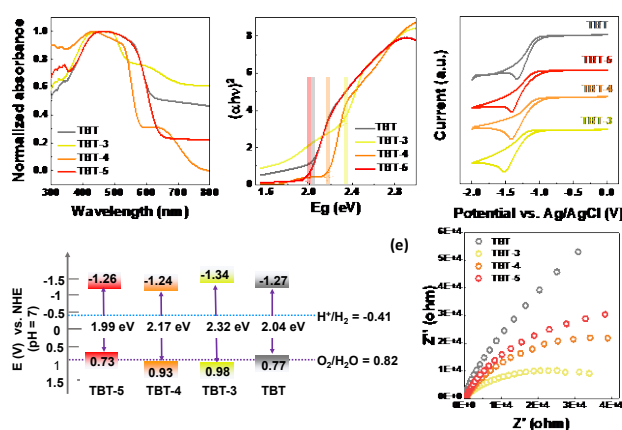 Normalized absorbance
1.0
0.8
0.6
0.4
0.2
0.0
TBT
TBT-3
TBT-4
TBT-5
300 400 500 600 700 800
Wavelength (nm)
(αhν)²
8
6
4
2
0
TBT
TBT-3
TBT-4
TBT-5
1.6 2.0 2.4 2.8
Eg (eV)
Current (a.u.)
TBT
TBT-5
TBT-4
TBT-3
-2.0 -1.5 -1.0 -0.5 0.0
Potential vs. Ag/AgCl (V)
E (V) vs. NHE
(pH = 7)
-1.5
-1
-0.5
0
0.5
1
1.5
-1.26 -1.24 -1.34 -1.27
H⁺/H₂ = -0.41
1.99 eV 2.17 eV 2.32 eV 2.04 eV
O₂/H₂O = 0.82
0.73 0.93 0.98 0.77
TBT-5 TBT-4 TBT-3 TBT
(e)
6E+4
5E+4
4E+4
3E+4
2E+4
1E+4
0E+0
TBT
TBT-3
TBT-4
TBT-5
1E+4 2E+4 3E+4 4E+4
Z' (ohm)
Z'' (ohm)